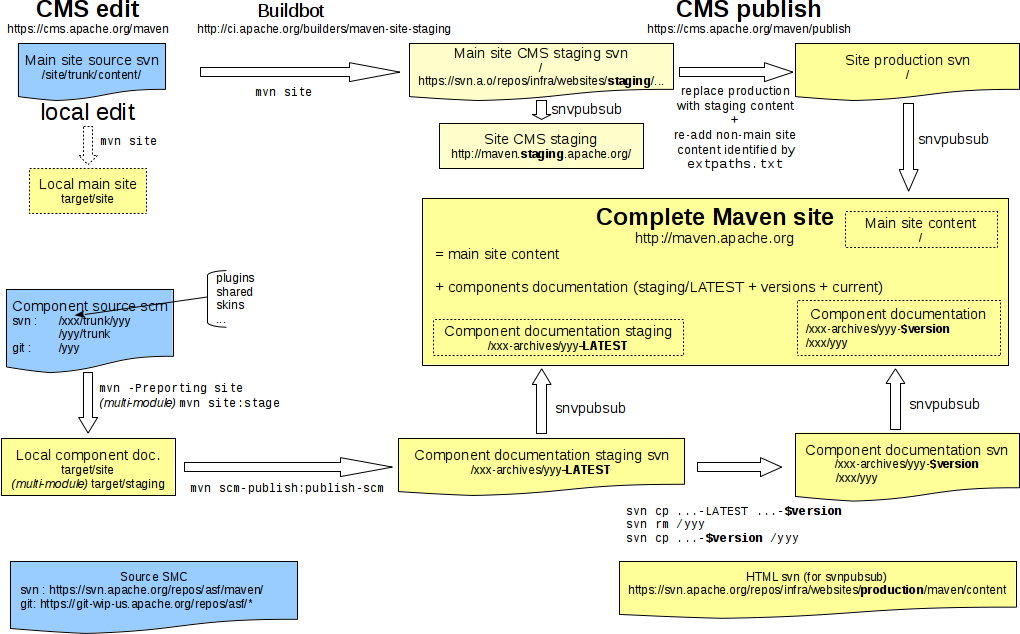 CMS edit
https://cms.apache.org/maven
Buildbot
http://ci.apache.org/builders/maven-site-staging
CMS publish
https://cms.apache.org/maven/publish
Main site source svn
/site/trunk/content/
mvn site
Main site CMS staging svn
/
https://svn.a.o/repos/infra/websites/staging/...
replace production
with staging content
+
re-add non-main site
content identified by
extpaths.txt
Site production svn
/
local edit
mvn site
snvpubsub
Site CMS staging
http://maven.staging.apache.org/
snvpubsub
Local main site
target/site
Complete Maven site
http://maven.apache.org
Main site content
/
= main site content
+ components documentation (staging/LATEST + versions + current)
Component documentation staging
/xxx-archives/yyy-LATEST
Component documentation
/xxx-archives/yyy-$version
/xxx/yyy
plugins
shared
skins
...
Component source scm
svn : /xxx/trunk/yyy
/yyy/trunk
git : /yyy
mvn -Preporting site
(multi-module) mvn site:stage
snvpubsub
snvpubsub
Local component doc.
target/site
(multi-module) target/staging
mvn scm-publish:publish-scm
Component documentation staging svn
/xxx-archives/yyy-LATEST
Component documentation svn
/xxx-archives/yyy-$version
/xxx/yyy
svn cp ...-LATEST ...-$version
svn rm /yyy
svn cp ...-$version /yyy
Source SMC
svn : https://svn.apache.org/repos/asf/maven/
git: https://git-wip-us.apache.org/repos/asf/*
HTML svn (for svnpubsub)
https://svn.apache.org/repos/infra/websites/production/maven/content